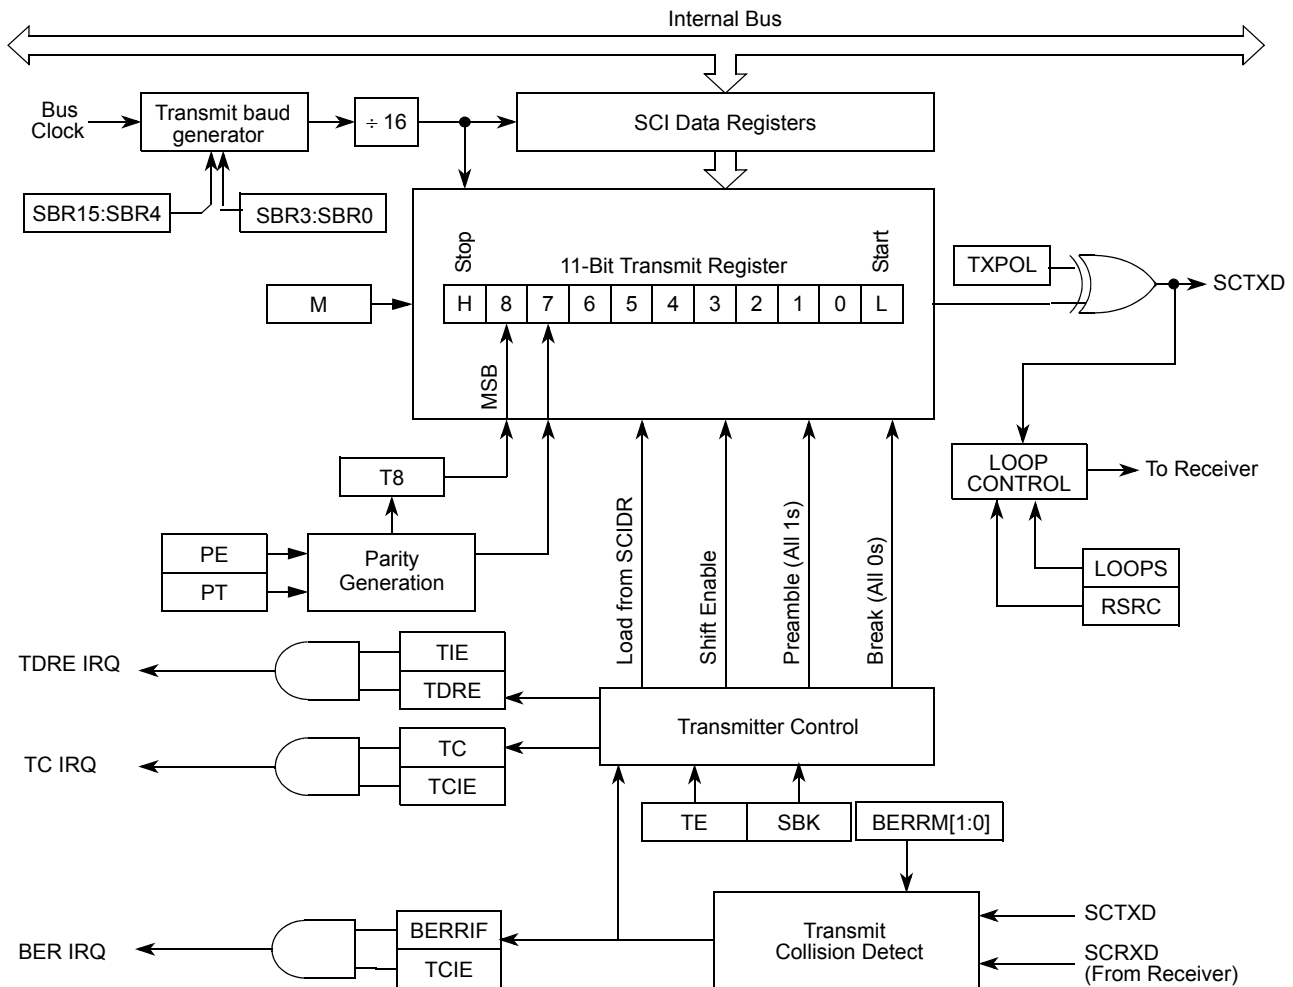 Internal Bus
Bus
Clock
Transmit baud
generator
÷ 16
SCI Data Registers
SBR15:SBR4
SBR3:SBR0
Stop
11-Bit Transmit Register
Start
M
H 8 7 6 5 4 3 2 1 0 L
TXPOL
SCTXD
MSB
T8
LOOP
CONTROL
To Receiver
PE
PT
Parity
Generation
Load from SCIDR
Shift Enable
Preamble (All 1s)
Break (All 0s)
LOOPS
RSRC
TDRE IRQ
TIE
TDRE
Transmitter Control
TC IRQ
TC
TCIE
TE
SBK
BERRM[1:0]
BER IRQ
BERRIF
TCIE
Transmit
Collision Detect
SCTXD
SCRXD
(From Receiver)